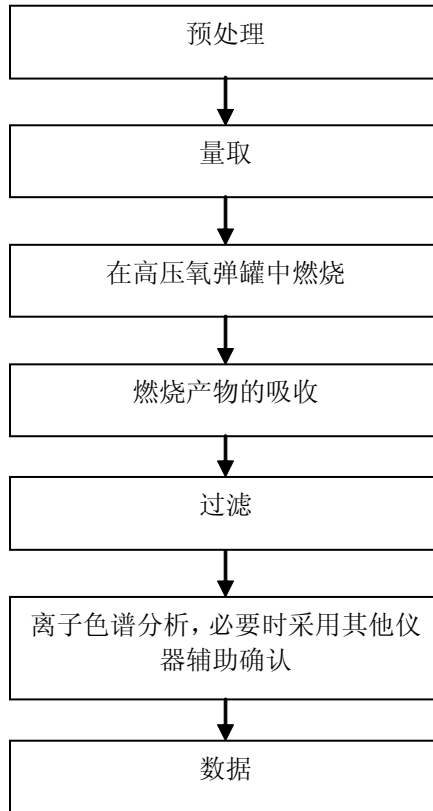 预处理
量取
在高压氧弹罐中燃烧
燃烧产物的吸收
过滤
离子色谱分析，必要时采用其他仪
器辅助确认
数据